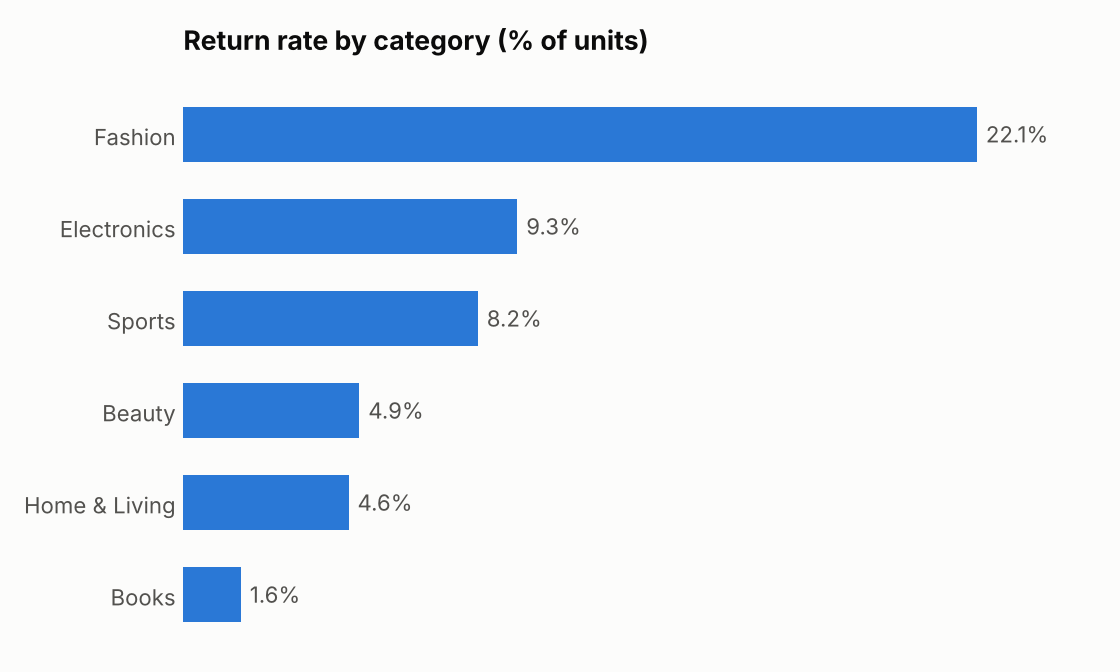 Return rate by category (% of units)
Fashion 22.1%
Electronics 9.3%
Sports 8.2%
Beauty 4.9%
Home & Living 4.6%
Books 1.6%